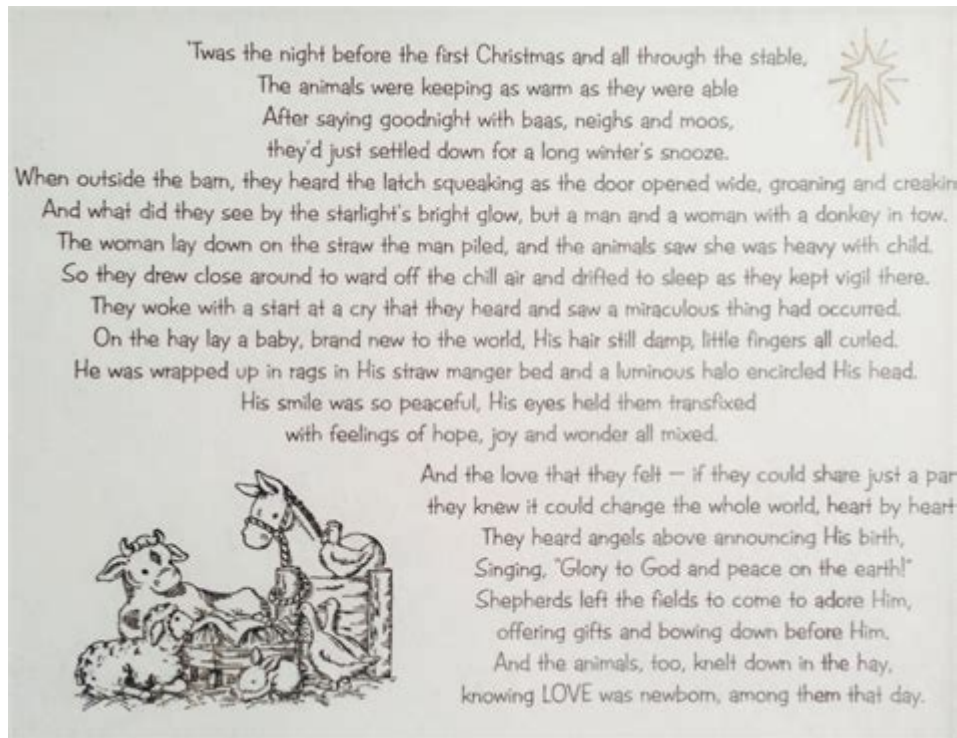 'Twas the night before the first Christmas and all through the stable,
The animals were keeping as warm as they were able
After saying goodnight with baas, neighs and moos,
they'd just settled down for a long winter's snooze.
When outside the barn, they heard the latch squeaking as the door opened wide, groaning and creakin
And what did they see by the starlight's bright glow, but a man and a woman with a donkey in tow.
The woman lay down on the straw the man piled, and the animals saw she was heavy with child.
So they drew close around to ward off the chill air and drifted to sleep as they kept vigil there.
They woke with a start at a cry that they heard and saw a miraculous thing had occurred.
On the hay lay a baby, brand new to the world, His hair still damp, little fingers all curled.
He was wrapped up in rags in His straw manger bed and a luminous halo encircled His head.
His smile was so peaceful, His eyes held them transfixed
with feelings of hope, joy and wonder all mixed.
And the love that they felt – if they could share just a par
they knew it could change the whole world, heart by heart
They heard angels above announcing His birth,
Singing, "Glory to God and peace on the earth!"
Shepherds left the fields to come to adore Him,
offering gifts and bowing down before Him.
And the animals, too, knelt down in the hay,
knowing LOVE was newborn, among them that day.